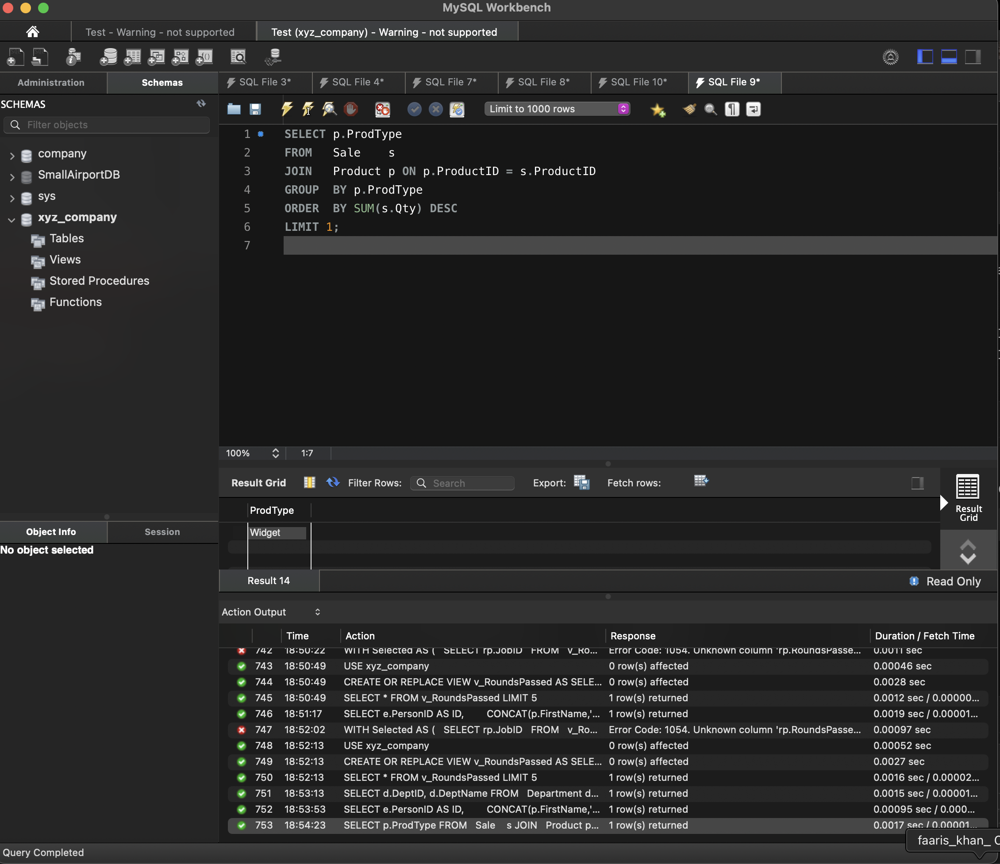 MySQL Workbench
Test - Warning - not supported
Test (xyz_company) - Warning - not supported
Administration
Schemas
SQL File 3*
SQL File 4*
SQL File 7*
SQL File 8*
SQL File 10*
SQL File 9*
SCHEMAS
Filter objects
company
SmallAirportDB
sys
xyz_company
Tables
Views
Stored Procedures
Functions
Limit to 1000 rows
1 SELECT p.ProdType
2 FROM   Sale    s
3 JOIN   Product p ON p.ProductID = s.ProductID
4 GROUP  BY p.ProdType
5 ORDER  BY SUM(s.Qty) DESC
6 LIMIT 1;
7
100%
1:7
Object Info
Session
No object selected
Result Grid
Filter Rows:
Search
Export:
Fetch rows:
Result
Grid
ProdType
Widget
Result 14
Read Only
Action Output
Time Action Response Duration / Fetch Time
742 18:50:22 WITH Selected AS (   SELECT rp.JobID   FROM   v_Ro... Error Code: 1054. Unknown column 'rp.RoundsPasse... 0.0011 sec
743 18:50:49 USE xyz_company 0 row(s) affected 0.00046 sec
744 18:50:49 CREATE OR REPLACE VIEW v_RoundsPassed AS SELE... 0 row(s) affected 0.0028 sec
745 18:50:49 SELECT * FROM v_RoundsPassed LIMIT 5 1 row(s) returned 0.0012 sec / 0.00000...
746 18:51:17 SELECT e.PersonID AS ID,        CONCAT(p.FirstName,'... 1 row(s) returned 0.0019 sec / 0.00001...
747 18:52:02 WITH Selected AS (   SELECT rp.JobID   FROM   v_Ro... Error Code: 1054. Unknown column 'rp.RoundsPasse... 0.00097 sec
748 18:52:13 USE xyz_company 0 row(s) affected 0.00052 sec
749 18:52:13 CREATE OR REPLACE VIEW v_RoundsPassed AS SELE... 0 row(s) affected 0.0027 sec
750 18:52:13 SELECT * FROM v_RoundsPassed LIMIT 5 1 row(s) returned 0.0016 sec / 0.00002...
751 18:53:13 SELECT d.DeptID, d.DeptName FROM   Department d... 1 row(s) returned 0.0015 sec / 0.00001...
752 18:53:53 SELECT e.PersonID AS ID,        CONCAT(p.FirstName,'... 1 row(s) returned 0.00095 sec / 0.000...
753 18:54:23 SELECT p.ProdType FROM   Sale    s JOIN   Product p... 1 row(s) returned 0.0017 sec / 0.00001...
faaris_khan_
Query Completed